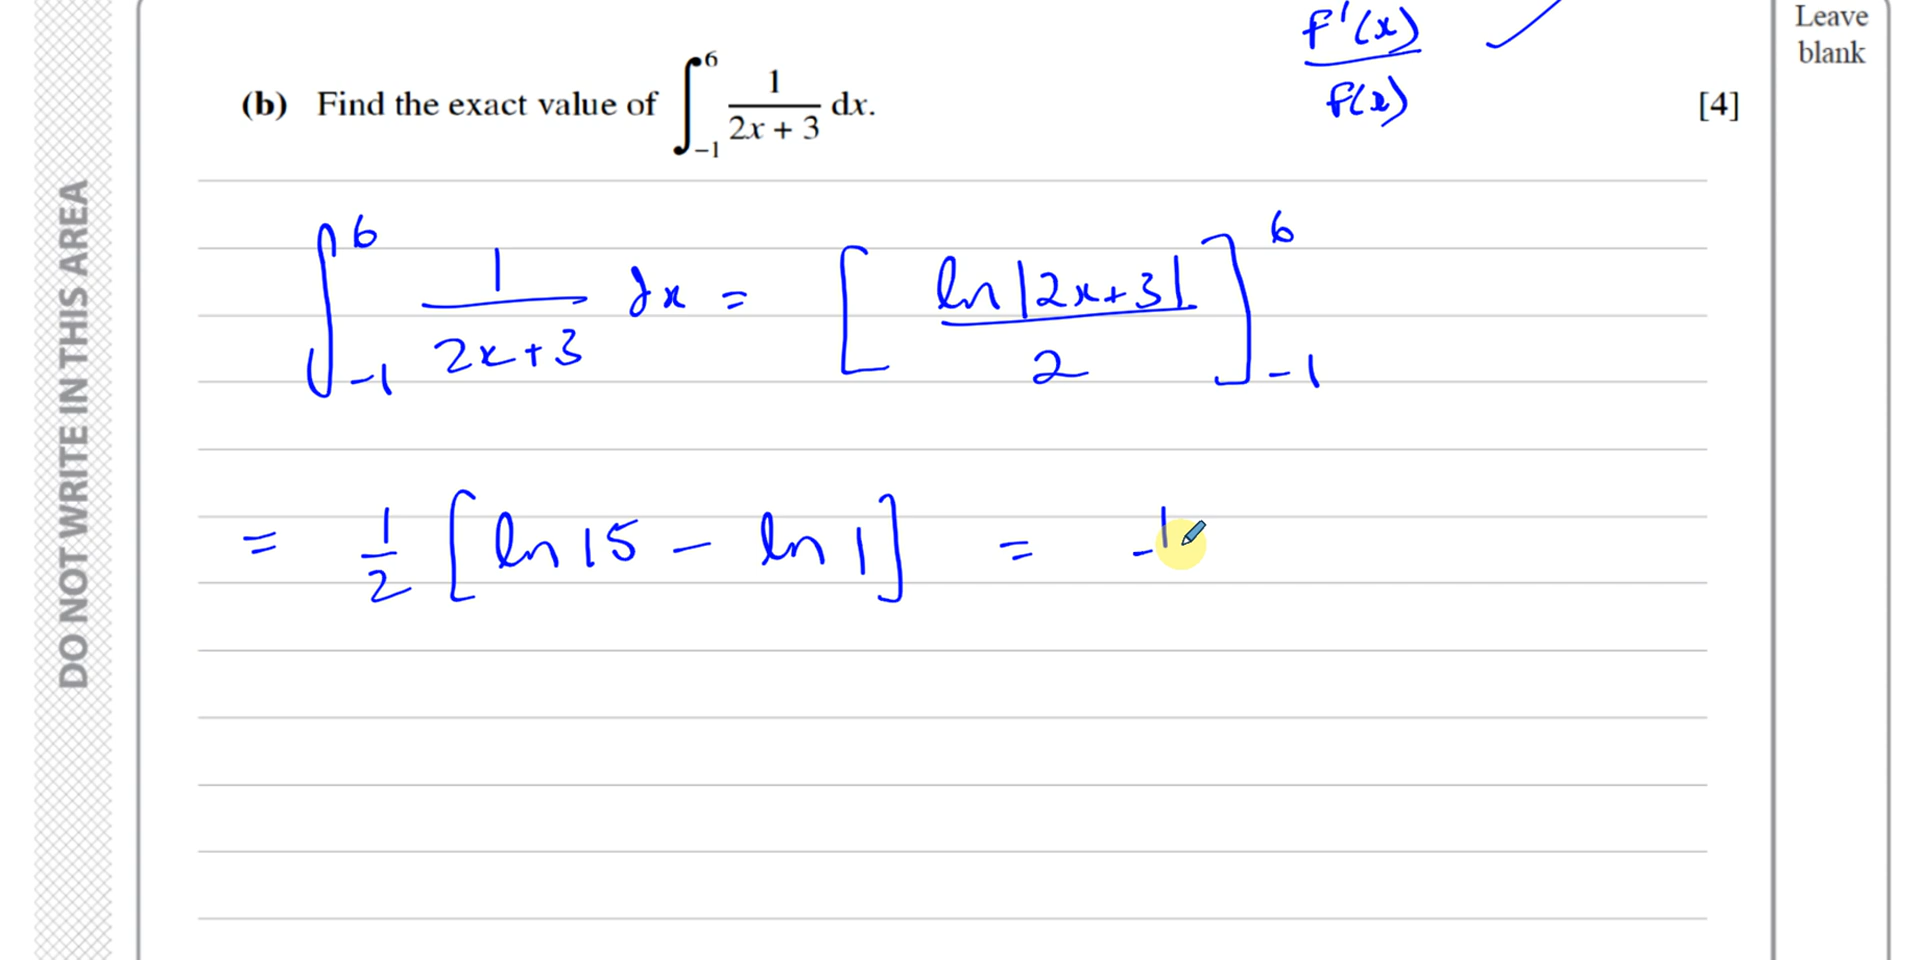 f'(x)/f(x) ✓
Leave
blank
(b) Find the exact value of ∫₋₁⁶ 1/(2x + 3) dx.
[4]
∫₋₁⁶ 1/(2x+3) dx = [ ln|2x+3|/2 ]₋₁⁶
= 1/2 [ln 15 − ln 1] =
DO NOT WRITE IN THIS AREA